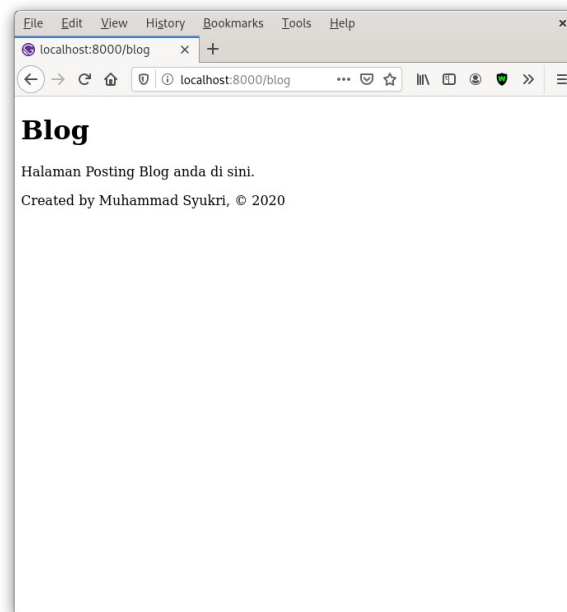 File Edit View History Bookmarks Tools Help
localhost:8000/blog
localhost:8000/blog
Blog
Halaman Posting Blog anda di sini.
Created by Muhammad Syukri, © 2020